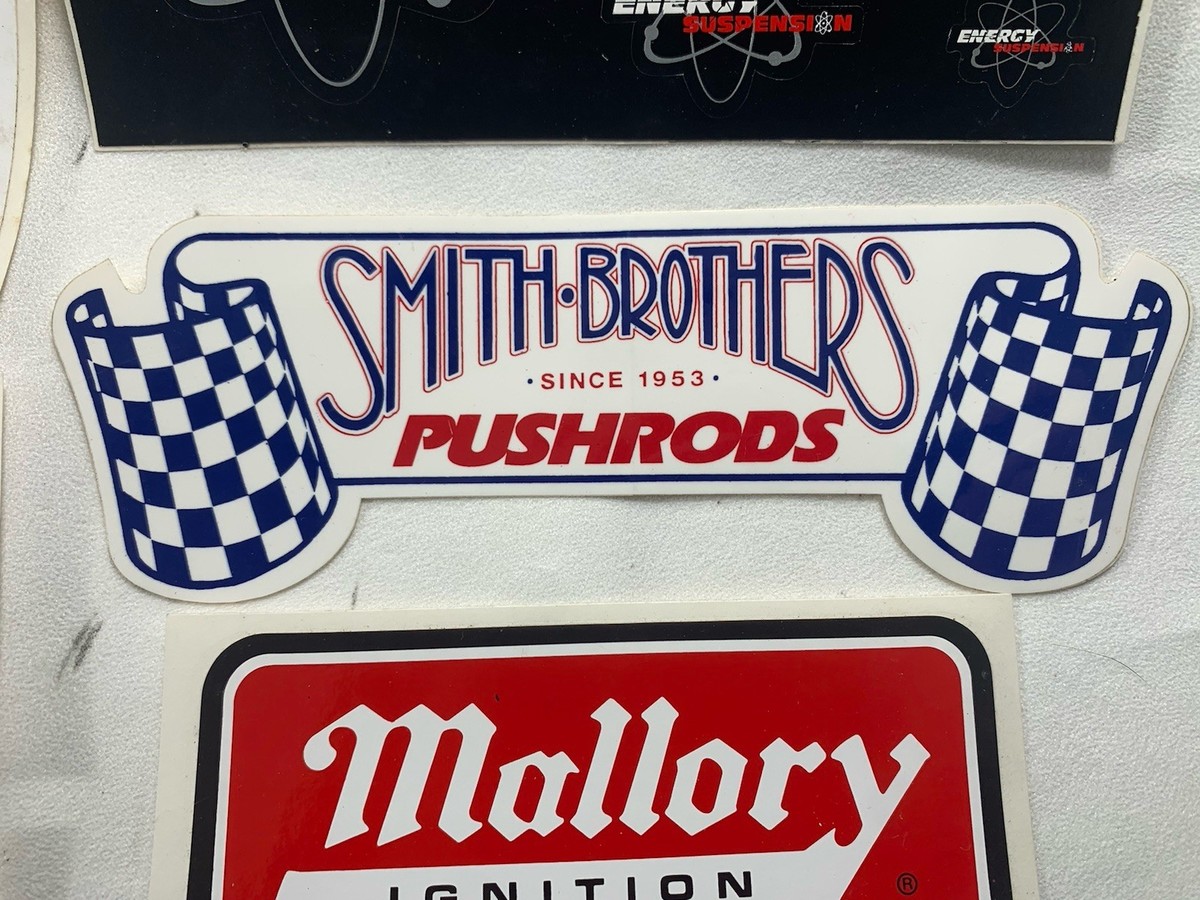 ENERGY
SUSPENSION
ENERGY
SUSPENSION
SMITH·BROTHERS
·SINCE 1953·
PUSHRODS
Mallory
IGNITION
®